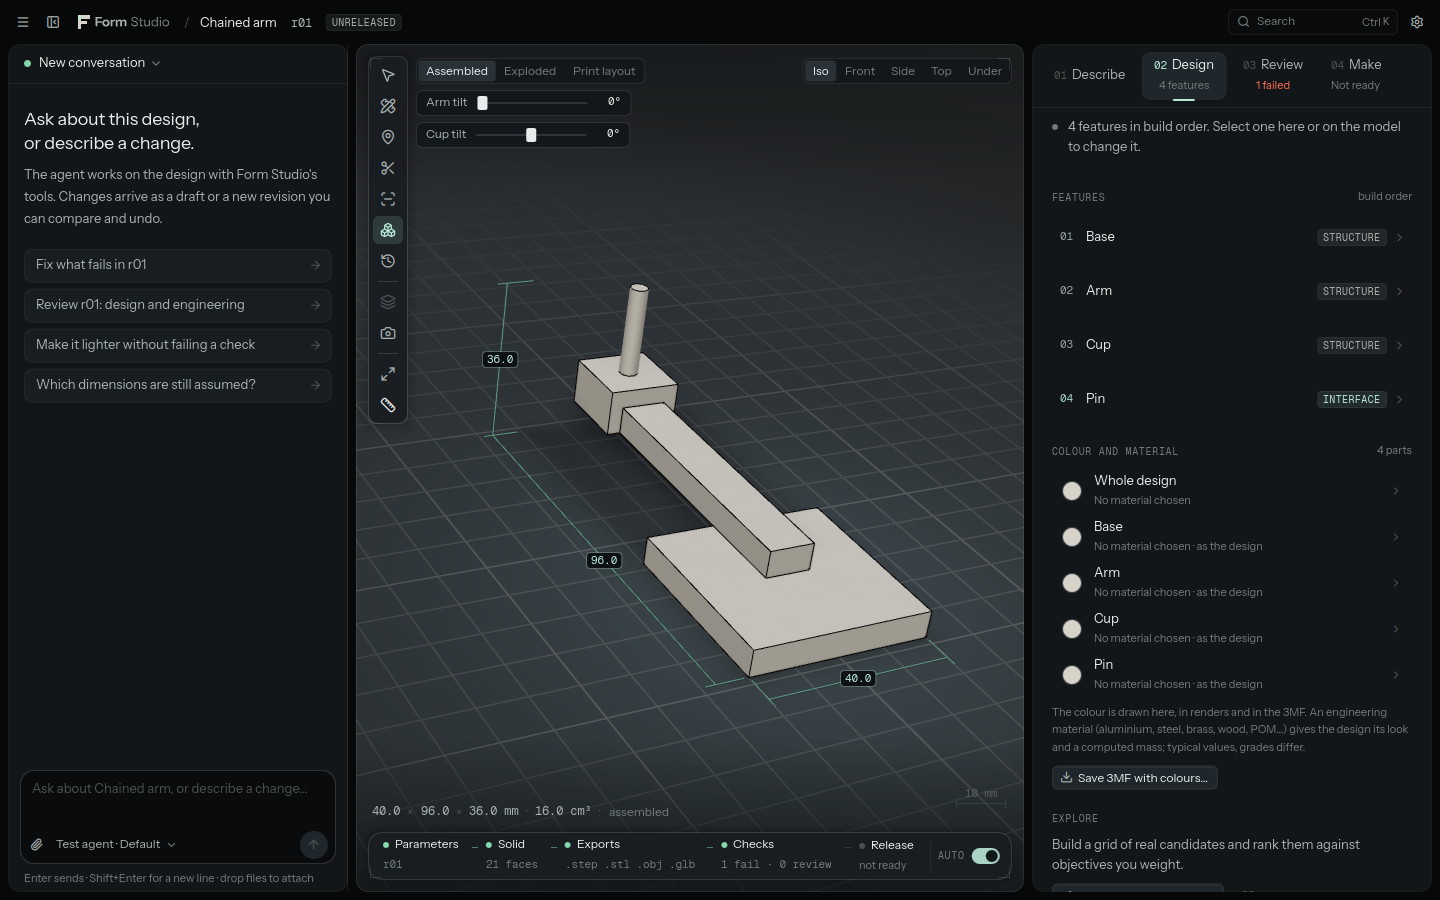 Form Studio / Chained arm r01 UNRELEASED
Search Ctrl K
New conversation
Ask about this design,
or describe a change.
The agent works on the design with Form Studio's
tools. Changes arrive as a draft or a new revision you
can compare and undo.
Fix what fails in r01
Review r01: design and engineering
Make it lighter without failing a check
Which dimensions are still assumed?
Ask about Chained arm, or describe a change...
Test agent · Default
Enter sends · Shift+Enter for a new line · drop files to attach
Assembled Exploded Print layout
Iso Front Side Top Under
Arm tilt 0°
Cup tilt 0°
36.0
96.0
40.0
10 mm
40.0 × 96.0 × 36.0 mm · 16.0 cm³ · assembled
Parameters Solid Exports Checks Release
r01 21 faces .step .stl .obj .glb 1 fail · 0 review not ready
AUTO
01 Describe
02 Design
4 features
03 Review
1 failed
04 Make
Not ready
4 features in build order. Select one here or on the model
to change it.
FEATURES build order
01 Base STRUCTURE
02 Arm STRUCTURE
03 Cup STRUCTURE
04 Pin INTERFACE
COLOUR AND MATERIAL 4 parts
Whole design
No material chosen
Base
No material chosen · as the design
Arm
No material chosen · as the design
Cup
No material chosen · as the design
Pin
No material chosen · as the design
The colour is drawn here, in renders and in the 3MF. An engineering
material (aluminium, steel, brass, wood, POM...) gives the design its look
and a computed mass; typical values, grades differ.
Save 3MF with colours...
EXPLORE
Build a grid of real candidates and rank them against
objectives you weight.